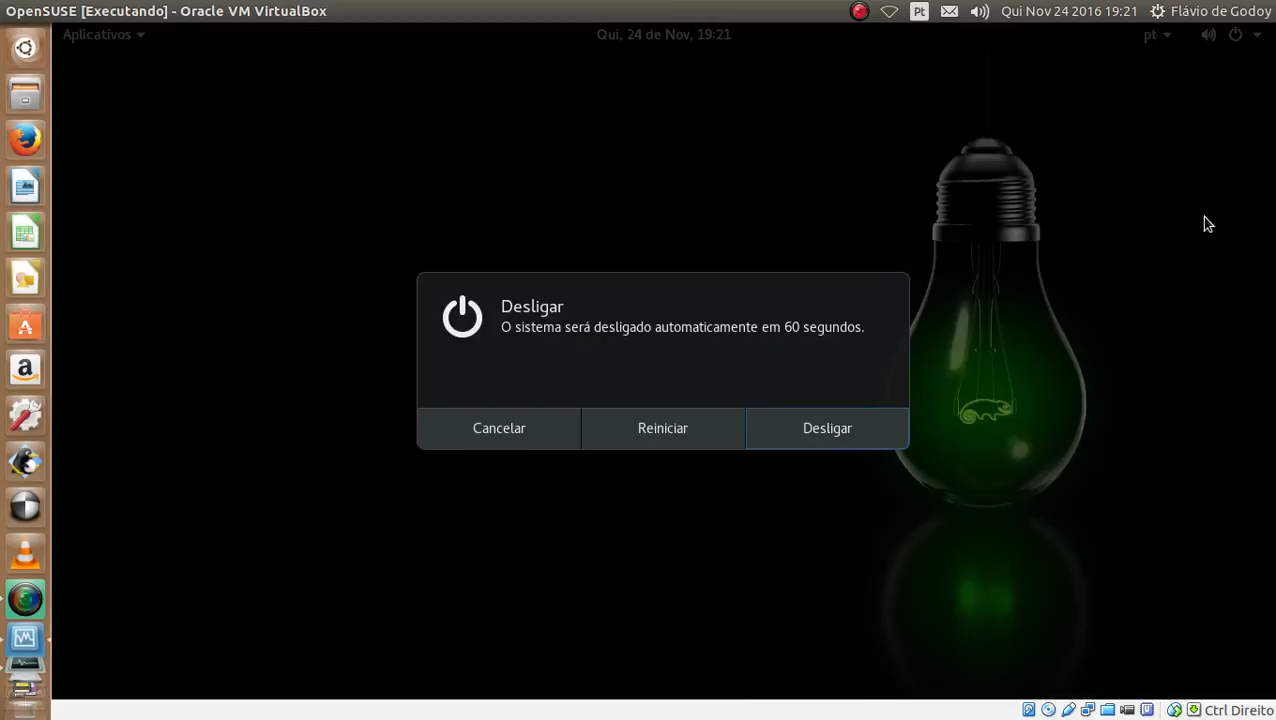 OpenSUSE [Executando] - Oracle VM VirtualBox
Pt
Qui Nov 24 2016 19:21
Flávio de Godoy
Aplicativos
Qui, 24 de Nov, 19:21
pt
Desligar
O sistema será desligado automaticamente em 60 segundos.
Cancelar
Reiniciar
Desligar
Ctrl Direito